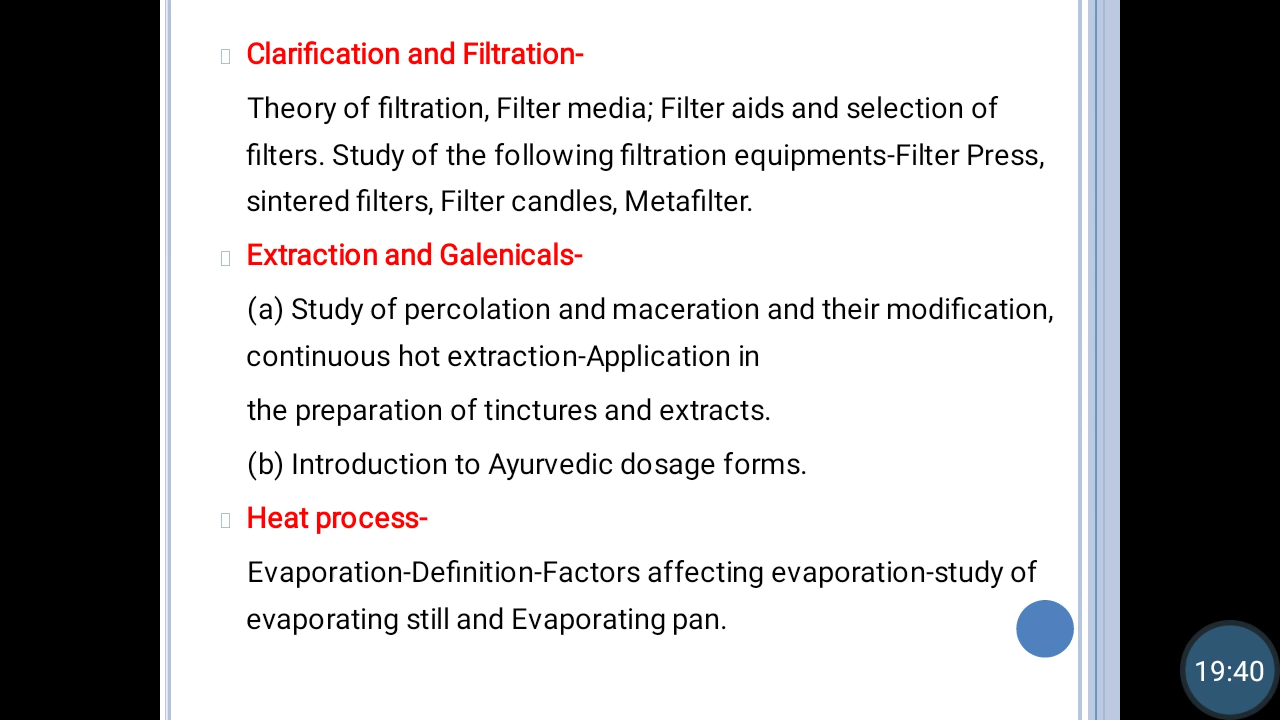 Clarification and Filtration-
Theory of filtration, Filter media; Filter aids and selection of
filters. Study of the following filtration equipments-Filter Press,
sintered filters, Filter candles, Metafilter.
Extraction and Galenicals-
(a) Study of percolation and maceration and their modification,
continuous hot extraction-Application in
the preparation of tinctures and extracts.
(b) Introduction to Ayurvedic dosage forms.
Heat process-
Evaporation-Definition-Factors affecting evaporation-study of
evaporating still and Evaporating pan.
19:40